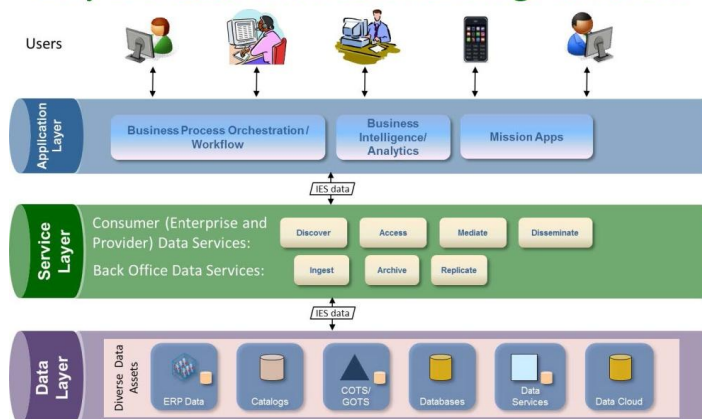 Users
Application
Layer
Business Process Orchestration/
Workflow
Business
Intelligence/
Analytics
Mission Apps
IES data
Service
Layer
Consumer (Enterprise and
Provider) Data Services:
Discover
Access
Mediate
Disseminate
Back Office Data Services:
Ingest
Archive
Replicate
IES data
Data
Layer
Diverse Data
Assets
ERP Data
Catalogs
COTS/
GOTS
Databases
Data
Services
Data Cloud